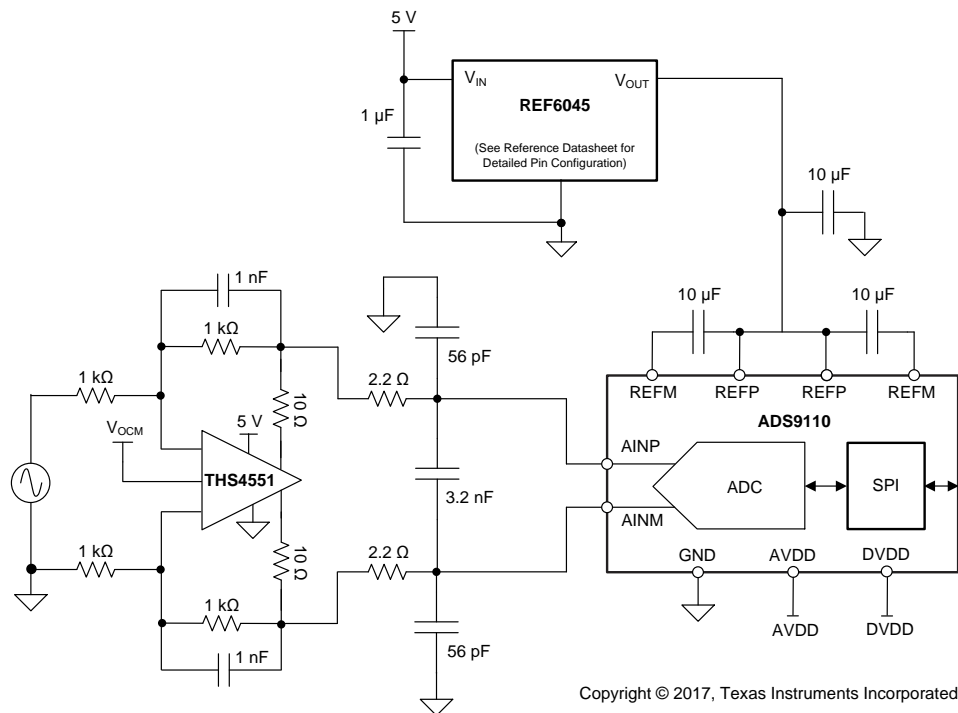 5 V
V_IN
V_OUT
REF6045
1 µF
(See Reference Datasheet for
Detailed Pin Configuration)
10 µF
1 nF
1 kΩ
10 µF
10 µF
56 pF
1 kΩ
2.2 Ω
REFM
REFP
REFP
REFM
10 Ω
ADS9110
V_OCM
5 V
AINP
THS4551
ADC
SPI
3.2 nF
AINM
1 kΩ
10 Ω
2.2 Ω
GND
AVDD
DVDD
1 kΩ
56 pF
AVDD
DVDD
1 nF
Copyright © 2017, Texas Instruments Incorporated